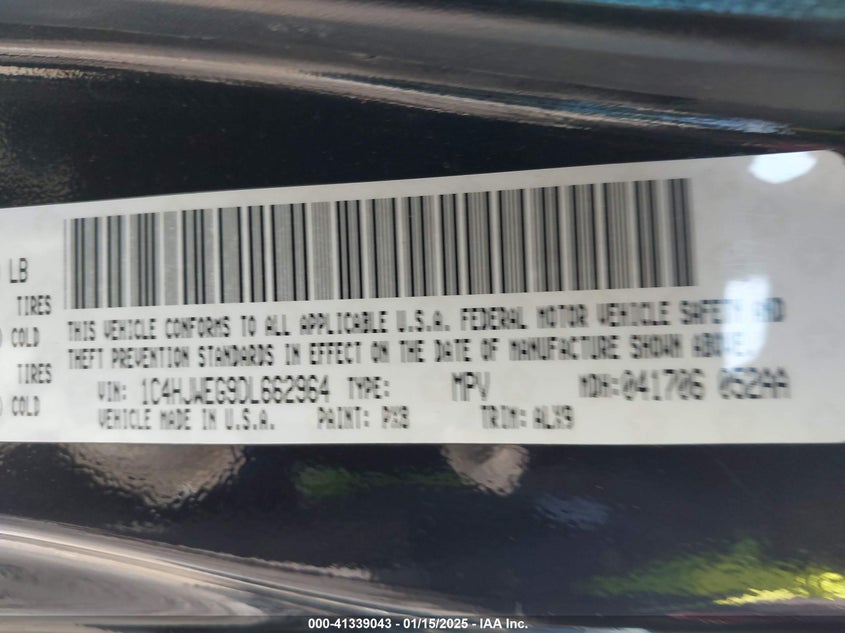 LB
TIRES
COLD
TIRES
COLD
THIS VEHICLE CONFORMS TO ALL APPLICABLE U.S.A. FEDERAL MOTOR VEHICLE SAFETY AND
THEFT PREVENTION STANDARDS IN EFFECT ON THE DATE OF MANUFACTURE SHOWN ABOVE.
VIN: 1C4HJWEG9DL662964 TYPE: MPV MDH:041706 052AA
VEHICLE MADE IN U.S.A. PAINT: PX8 TRIM: ALX9
000-41339043 - 01/15/2025 - IAA Inc.